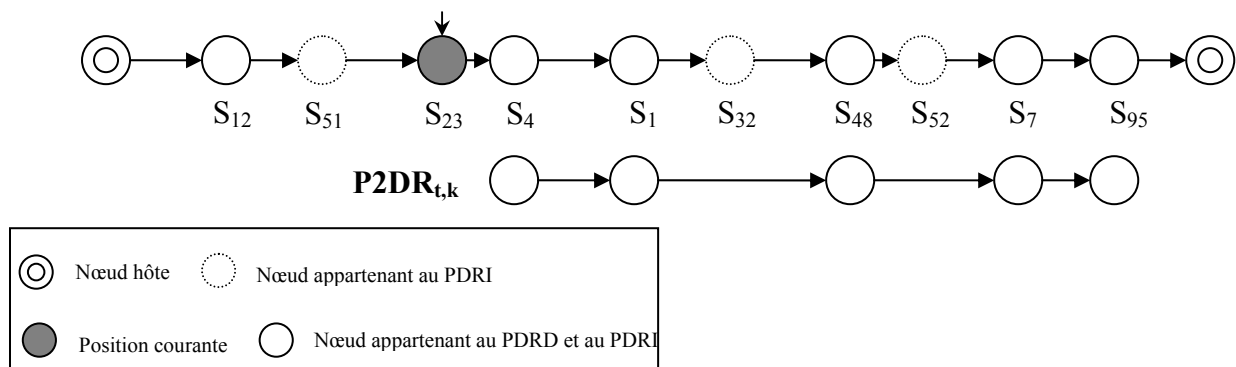 S12 S51 S23 S4 S1 S32 S48 S52 S7 S95
P2DRt,k
Nœud hôte Nœud appartenant au PDRI
Position courante Nœud appartenant au PDRD et au PDRI